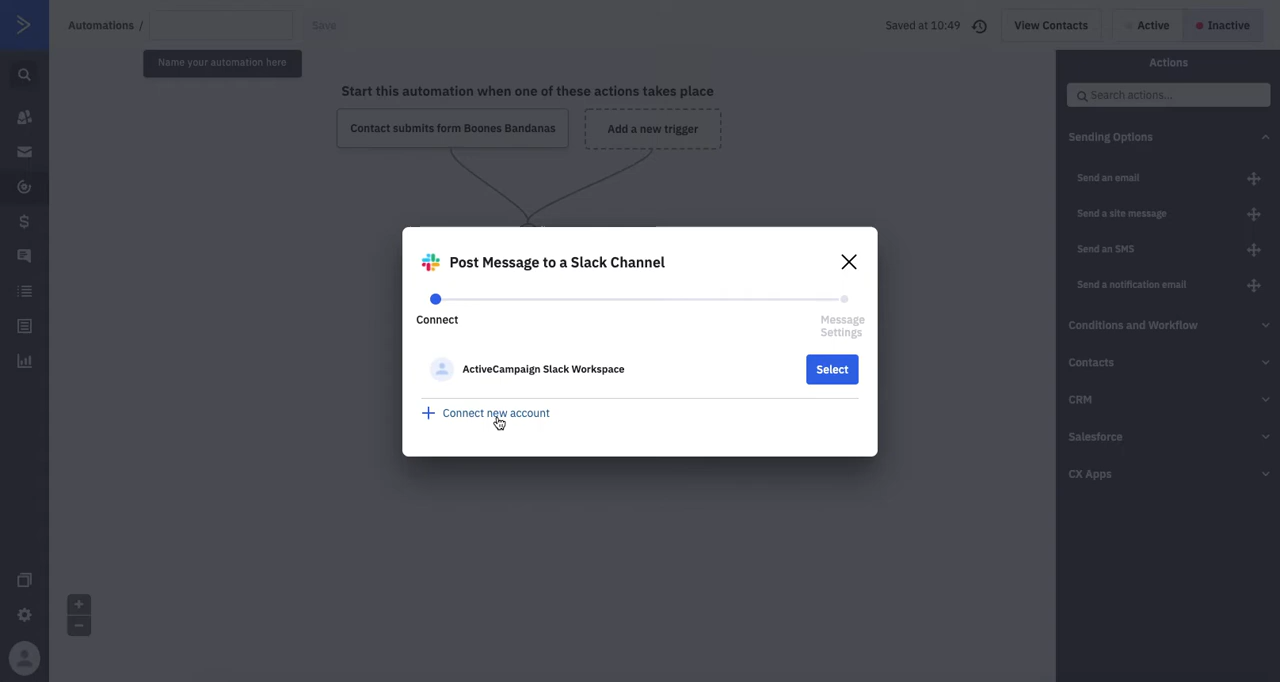 Automations /
Save
Saved at 10:49
View Contacts
Active
Inactive
Name your automation here
Start this automation when one of these actions takes place
Contact submits form Boones Bandanas
Add a new trigger
Post Message to a Slack Channel
Connect
Message
Settings
ActiveCampaign Slack Workspace
Select
+ Connect new account
Actions
Search actions...
Sending Options
Send an email
Send a site message
Send an SMS
Send a notification email
Conditions and Workflow
Contacts
CRM
Salesforce
CX Apps
+
−